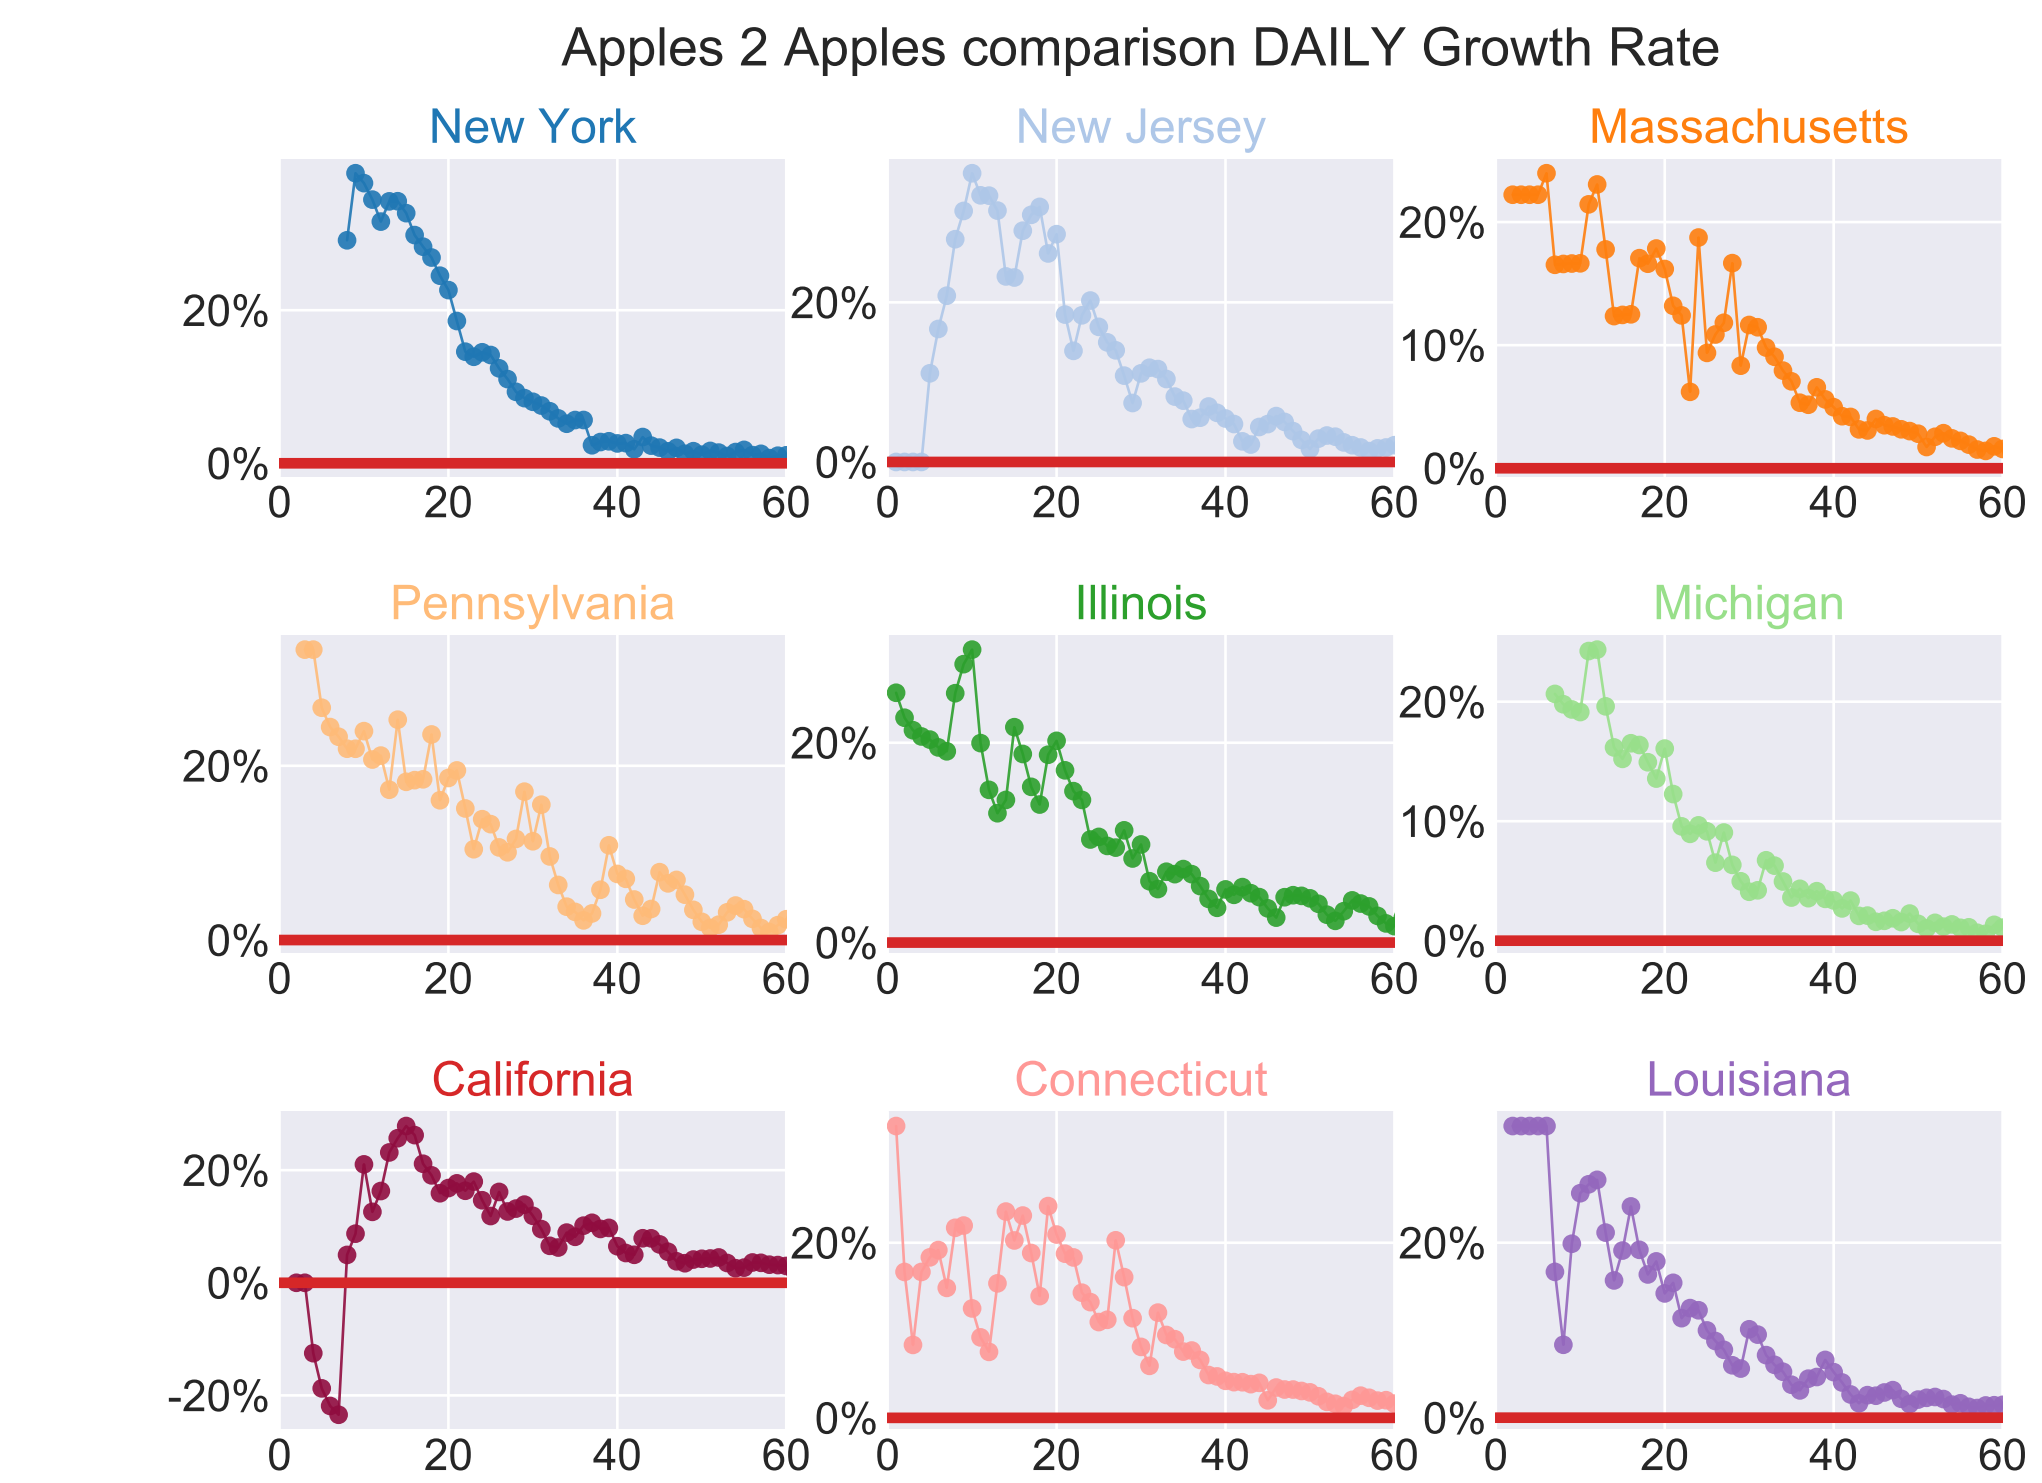 Apples 2 Apples comparison DAILY Growth Rate
New York
New Jersey
Massachusetts
20%
0%
0 20 40 60
20%
0%
0 20 40 60
20%
10%
0%
0 20 40 60
Pennsylvania
Illinois
Michigan
20%
0%
0 20 40 60
20%
0%
0 20 40 60
20%
10%
0%
0 20 40 60
California
Connecticut
Louisiana
20%
0%
-20%
0 20 40 60
20%
0%
0 20 40 60
20%
0%
0 20 40 60